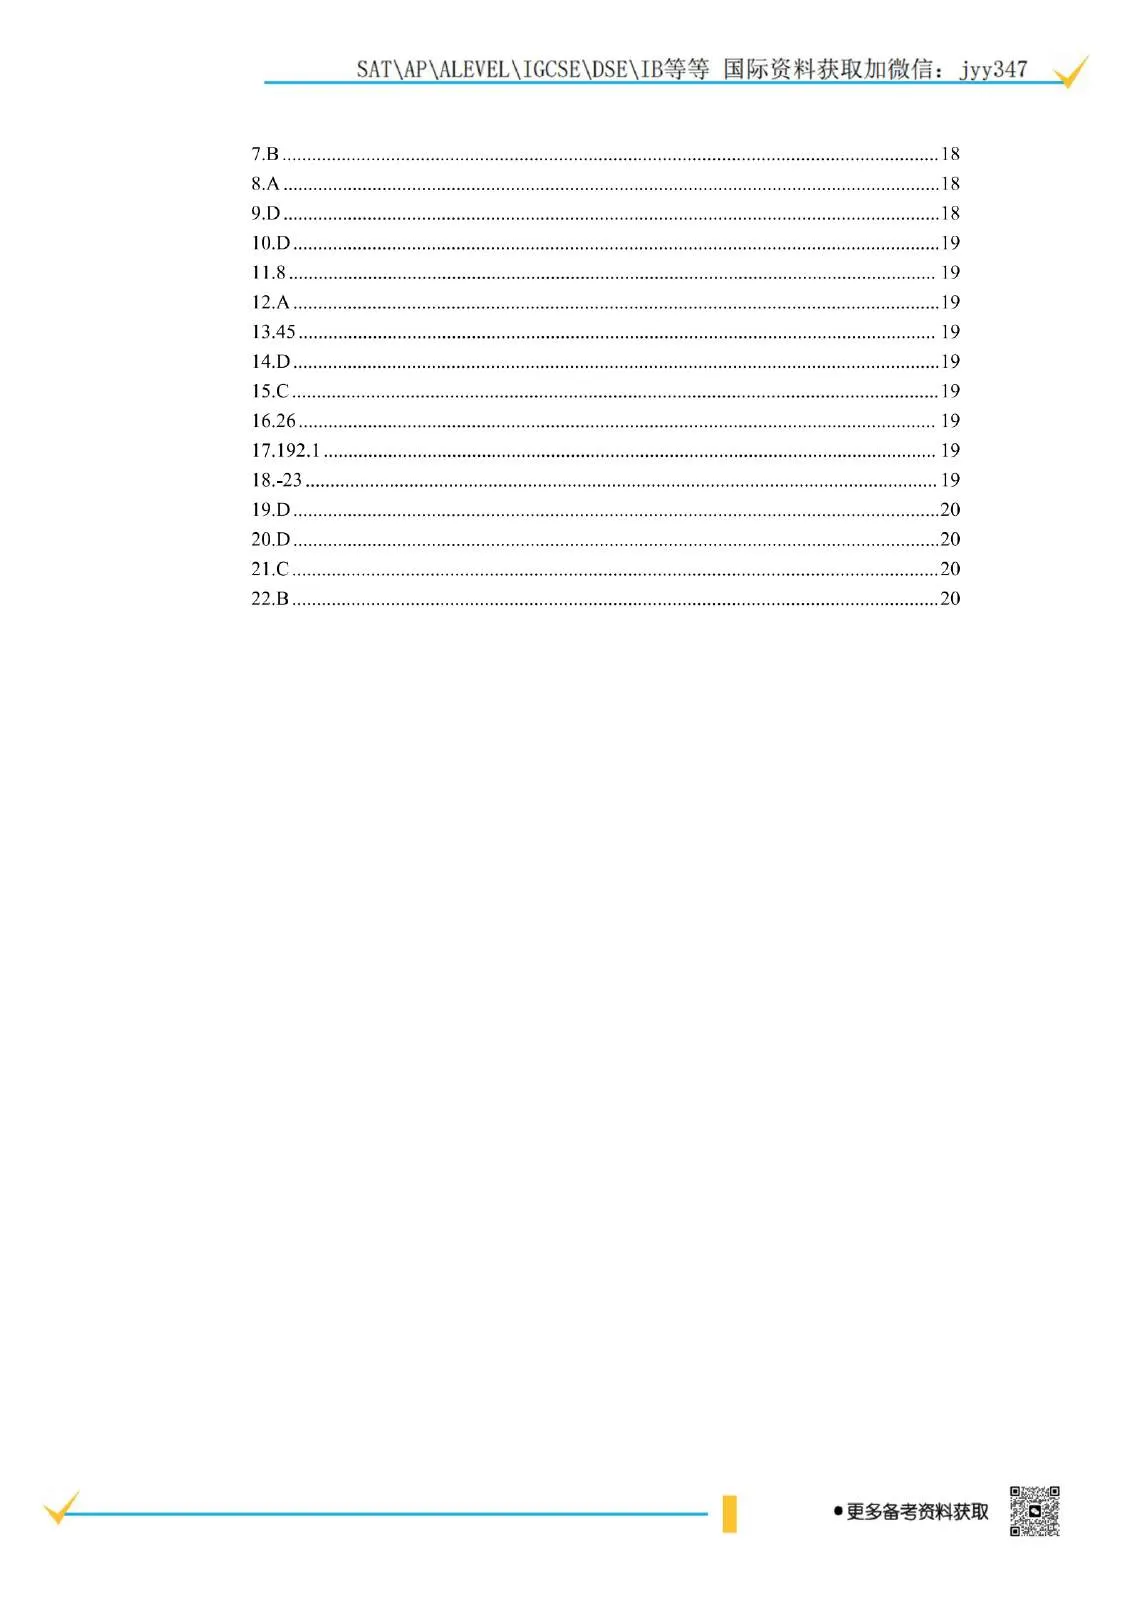 SAT\AP\ALEVEL\IGCSE\DSE\IB等等 国际资料获取加微信：jyy347
7.B........................................18
8.A........................................18
9.D........................................18
10.D........................................19
11.8........................................ 19
12.A........................................19
13.45........................................ 19
14.D........................................19
15.C........................................19
16.26........................................ 19
17.192.1........................................ 19
18.-23........................................ 19
19.D........................................20
20.D........................................20
21.C........................................20
22.B........................................20
•更多备考资料获取